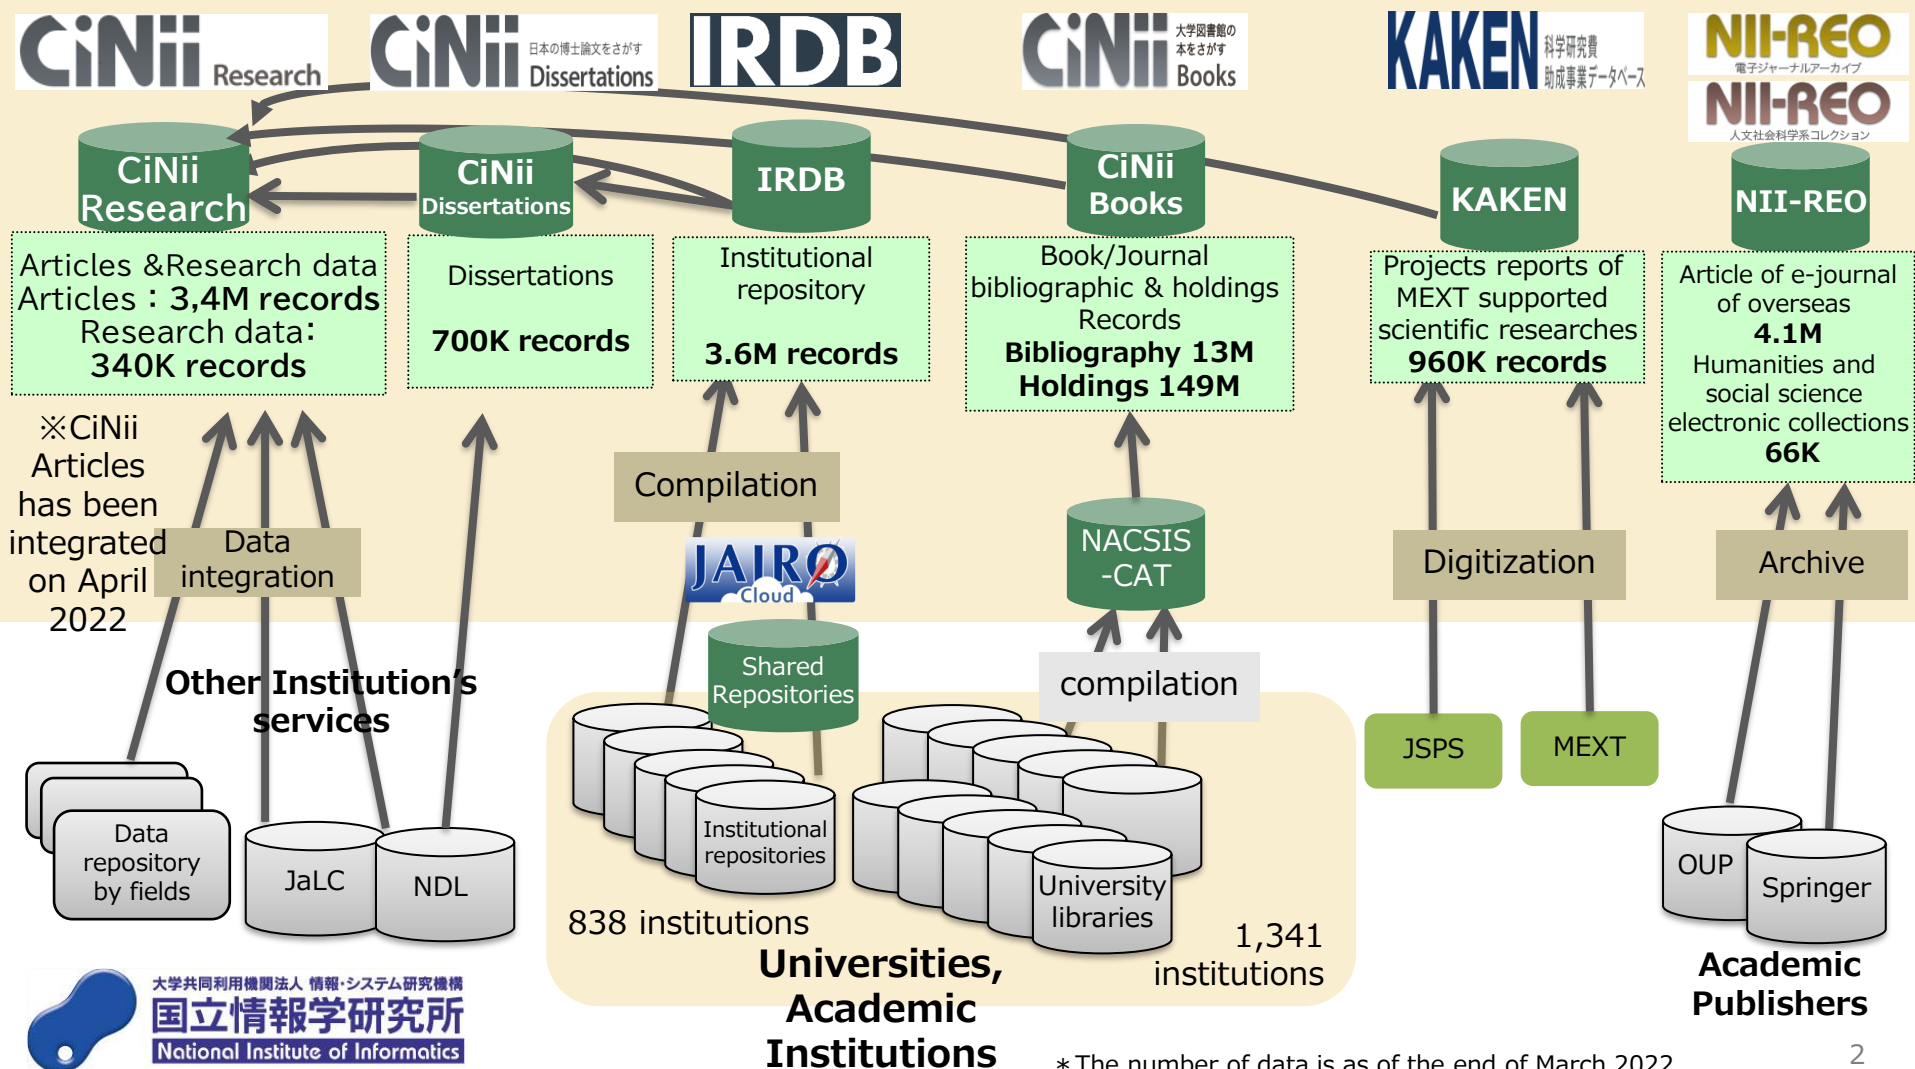 CiNii Research
CiNii 日本の博士論文をさがす
Dissertations
IRDB
CiNii 大学図書館の
本をさがす
Books
KAKEN 科学研究費
助成事業データベース
NII-REO
電子ジャーナルアーカイブ
NII-REO
人文社会科学系コレクション
CiNii
Research
CiNii
Dissertations
IRDB
CiNii
Books
KAKEN
NII-REO
Articles &Research data
Articles：3,4M records
Research data:
340K records
Dissertations
700K records
Institutional
repository
3.6M records
Book/Journal
bibliographic & holdings
Records
Bibliography 13M
Holdings 149M
Projects reports of
MEXT supported
scientific researches
960K records
Article of e-journal
of overseas
4.1M
Humanities and
social science
electronic collections
66K
※CiNii
Articles
has been
integrated
on April
2022
Data
integration
Compilation
JAIRO
Cloud
NACSIS
-CAT
Digitization
Archive
Other Institution's
services
Shared
Repositories
compilation
JSPS
MEXT
Data
repository
by fields
JaLC
NDL
Institutional
repositories
University
libraries
OUP
Springer
838 institutions
1,341
institutions
Universities,
Academic
Institutions
Academic
Publishers
大学共同利用機関法人 情報・システム研究機構
国立情報学研究所
National Institute of Informatics
＊The number of data is as of the end of March 2022
2